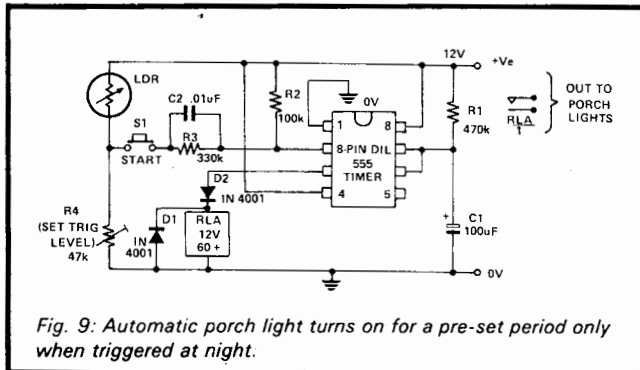 12V
+Ve
LDR
C2 .01uF
R2
100k
0V
R1
470k
OUT TO
PORCH
LIGHTS
RLA
S1
START
R3
330k
1
8
8-PIN DIL
555
TIMER
4
5
D2
IN 4001
R4
(SET TRIG
LEVEL)
47k
D1
IN
4001
RLA
12V
60 +
+
C1
100uF
0V
Fig. 9: Automatic porch light turns on for a pre-set period only
when triggered at night.